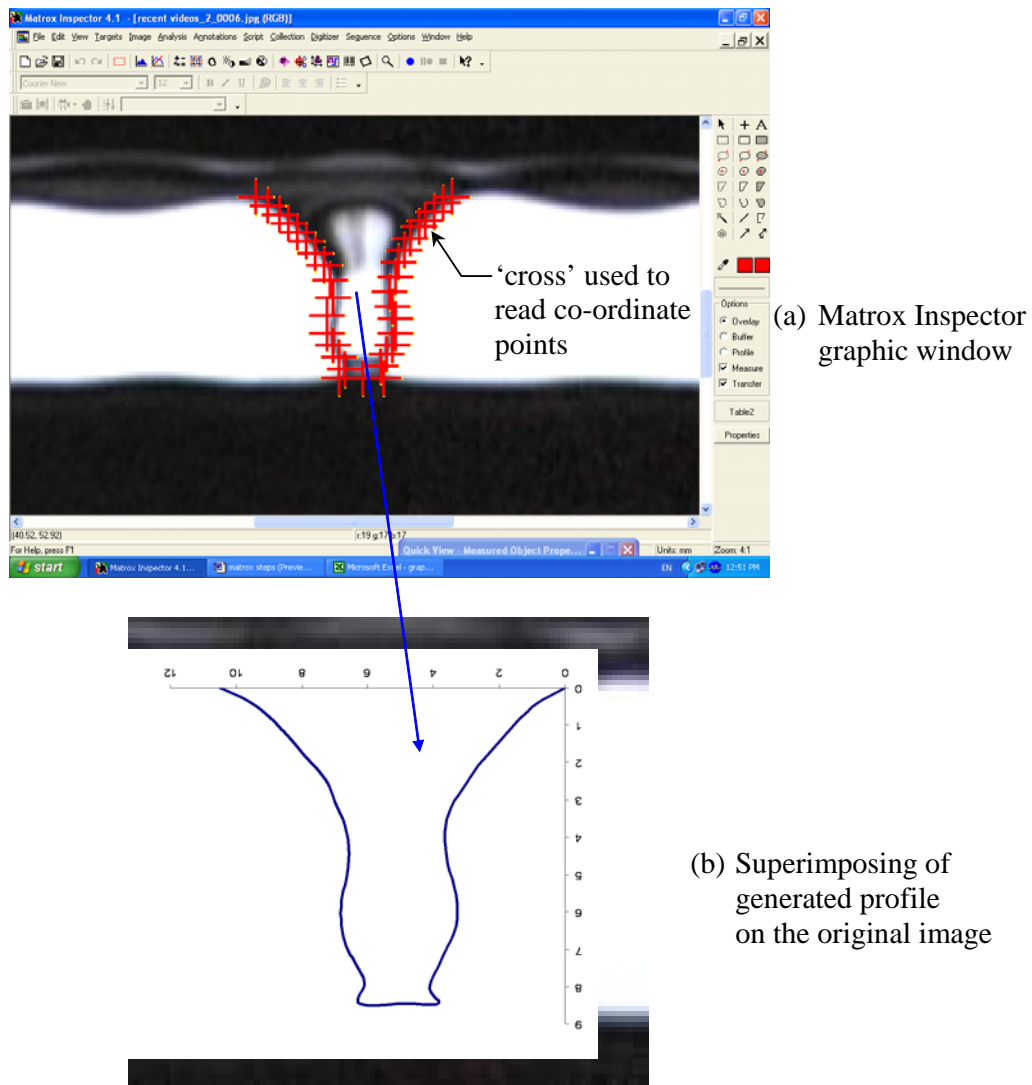 Matrox Inspector 4.1 - [recent videos_2_0006.jpg (RGB)]
File Edit View Targets Image Analysis Annotations Script Collection Digitizer Sequence Options Window Help
Courier New 12 B I U
A
'cross' used to
read co-ordinate
points
Options
Overlay
Buffer
Profile
Measure
Transfer
Table2
Properties
(a) Matrox Inspector
graphic window
(40.52, 52.92) r:19 g:17 b:17
For Help, press F1 Quick View - Measured Object Prope... Units: mm Zoom: 4:1
start Matrox Inspector 4.1... matrox steps (Previe... Microsoft Excel - grap... EN 12:51 PM
12 10 8 6 4 2 0
0
1
2
3
4
5
6
7
8
9
(b) Superimposing of
generated profile
on the original image